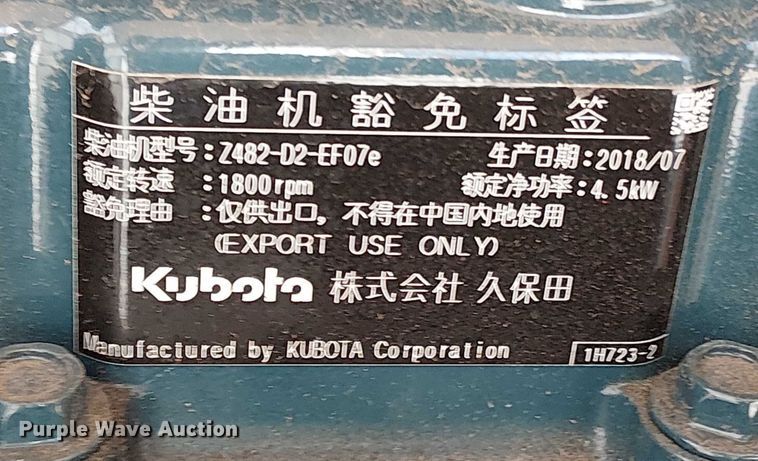 柴油机豁免标签
柴油机型号:Z482-D2-EF07e 生产日期:2018/07
额定转速:1800rpm 额定净功率:4.5kW
豁免理由:仅供出口,不得在中国内地使用
(EXPORT USE ONLY)
Kubota 株式会社 久保田
Manufactured by KUBOTA Corporation 1H723-2
Purple Wave Auction